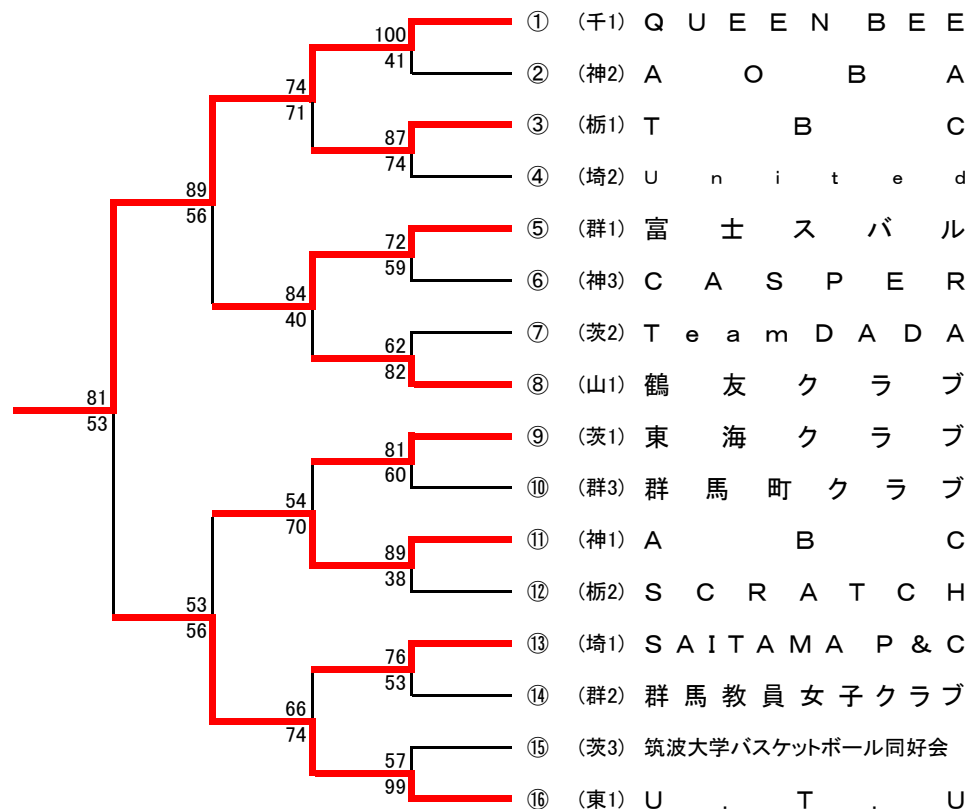 ① (千1) QUEEN BEE
100
41
② (神2) AOBA
74
71
③ (栃1) TBC
87
74
④ (埼2) United
89
56
⑤ (群1) 富士スバル
72
59
⑥ (神3) CASPER
84
40
⑦ (茨2) TeamDADA
62
82
⑧ (山1) 鶴友クラブ
81
53
⑨ (茨1) 東海クラブ
81
60
⑩ (群3) 群馬町クラブ
54
70
⑪ (神1) ABC
89
38
⑫ (栃2) SCRATCH
53
56
⑬ (埼1) SAITAMA P&C
76
53
⑭ (群2) 群馬教員女子クラブ
66
74
⑮ (茨3) 筑波大学バスケットボール同好会
57
99
⑯ (東1) U.T.U